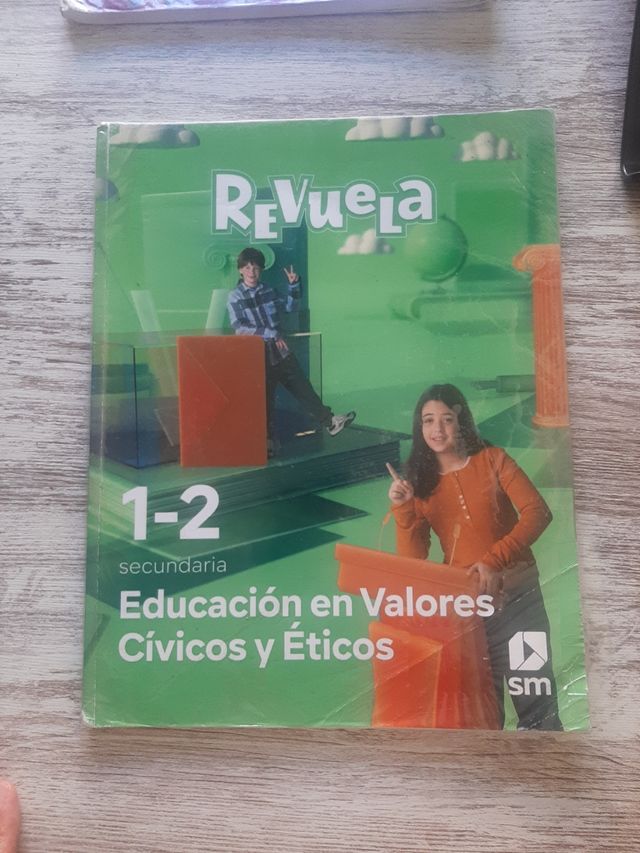 Revuela
1-2
secundaria
Educación en Valores
Cívicos y Éticos
sm